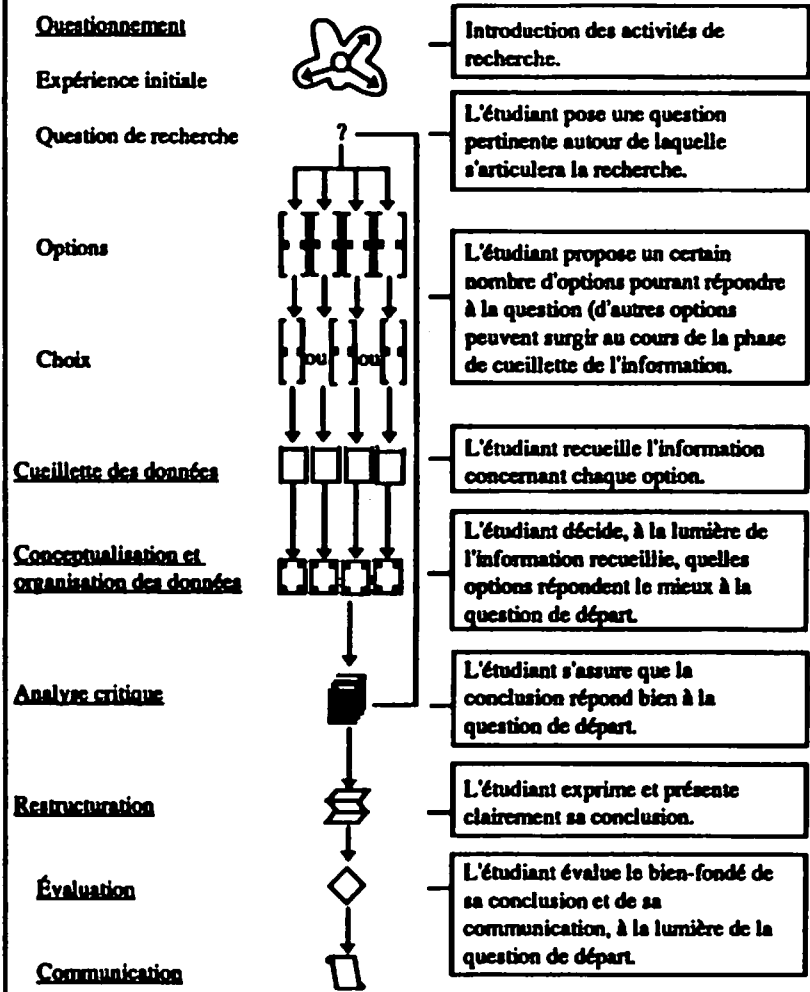 Questionnement
Introduction des activités de
recherche.
Expérience initiale
Question de recherche
?
L'étudiant pose une question
pertinente autour de laquelle
s'articulera la recherche.
Options
L'étudiant propose un certain
nombre d'options pourant répondre
à la question (d'autres options
peuvent surgir au cours de la phase
de cueillette de l'information.
Choix
ou ou
Cueillette des données
L'étudiant recueille l'information
concernant chaque option.
Conceptualisation et
organisation des données
L'étudiant décide, à la lumière de
l'information recueillie, quelles
options répondent le mieux à la
question de départ.
Analyse critique
L'étudiant s'assure que la
conclusion répond bien à la
question de départ.
Restructuration
L'étudiant exprime et présente
clairement sa conclusion.
Évaluation
L'étudiant évalue le bien-fondé de
sa conclusion et de sa
communication, à la lumière de la
question de départ.
Communication